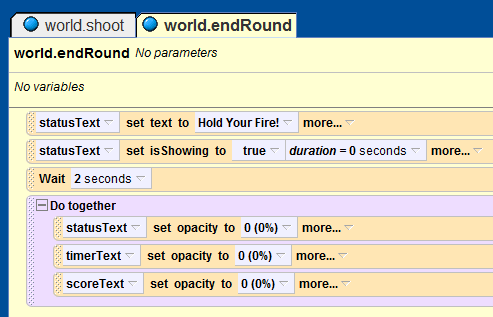 world.shoot world.endRound
world.endRound No parameters
No variables
statusText set text to Hold Your Fire! more...
statusText set isShowing to true duration = 0 seconds more...
Wait 2 seconds
Do together
statusText set opacity to 0 (0%) more...
timerText set opacity to 0 (0%) more...
scoreText set opacity to 0 (0%) more...